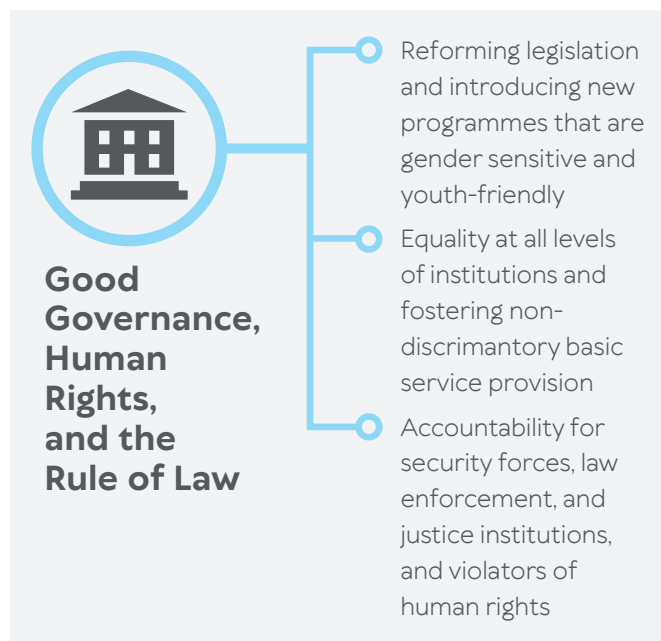 Good
Governance,
Human
Rights,
and the
Rule of Law
Reforming legislation
and introducing new
programmes that are
gender sensitive and
youth-friendly
Equality at all levels
of institutions and
fostering non-
discrimantory basic
service provision
Accountability for
security forces, law
enforcement, and
justice institutions,
and violators of
human rights